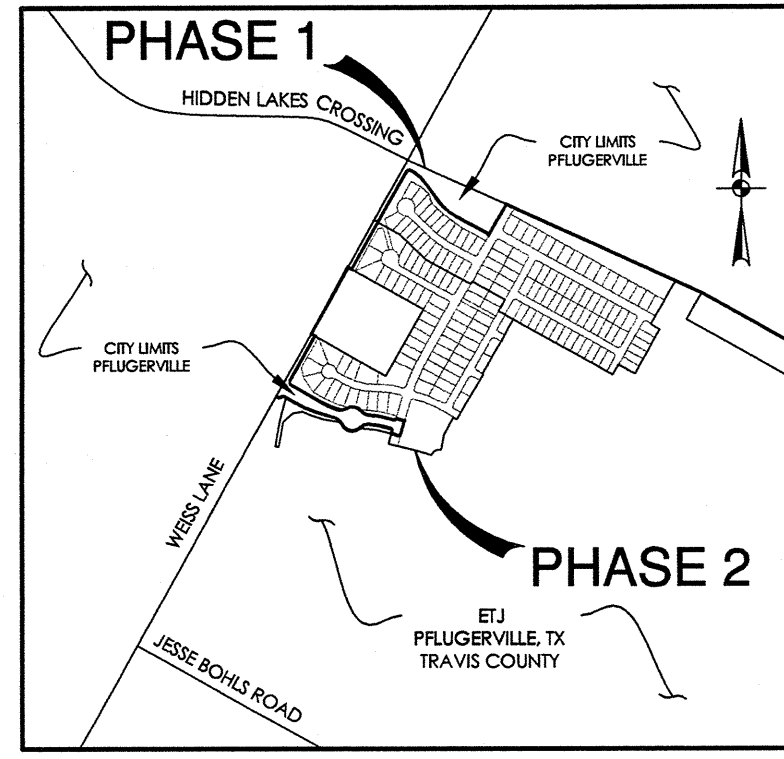 PHASE 1
HIDDEN LAKES CROSSING
CITY LIMITS
PFLUGERVILLE
CITY LIMITS
PFLUGERVILLE
WEISS LANE
PHASE 2
ETJ
PFLUGERVILLE, TX
TRAVIS COUNTY
JESSE BOHLS ROAD